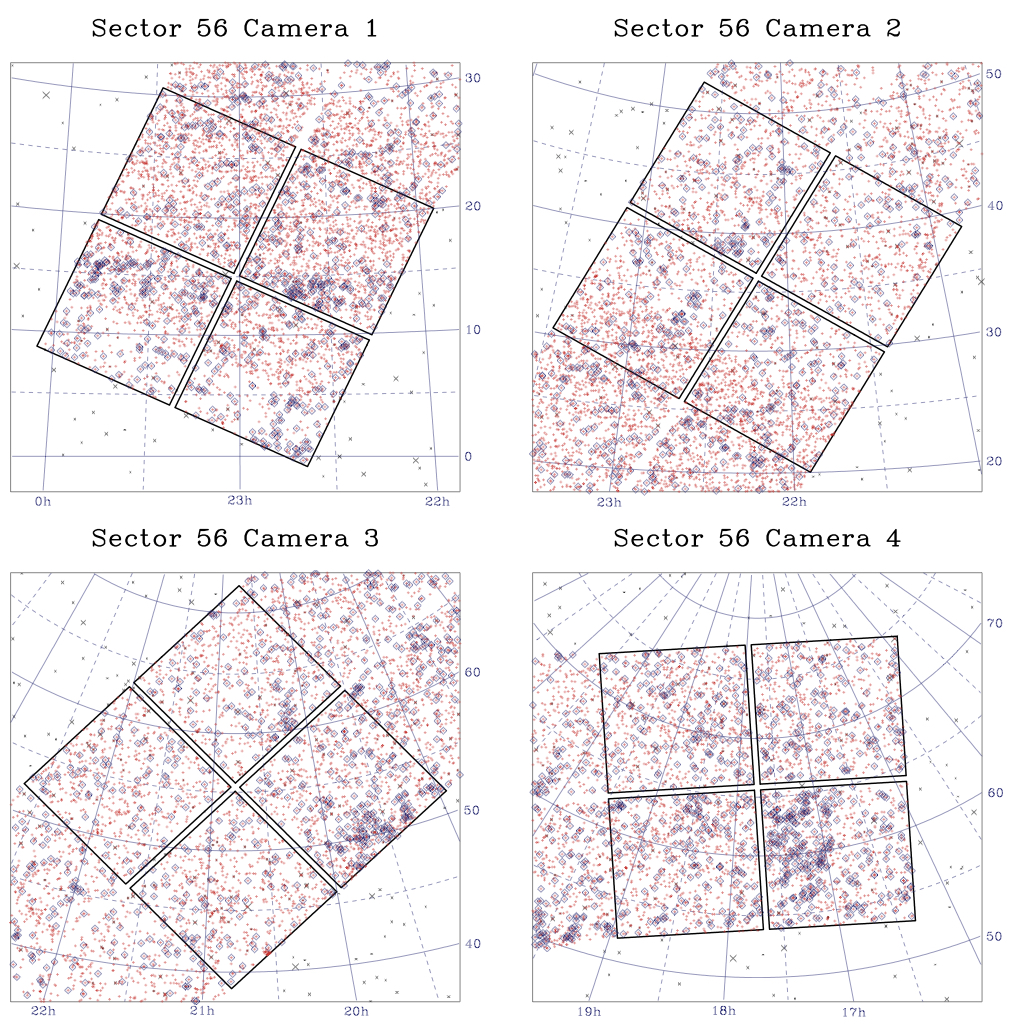 Sector 56 Camera 1
30
20
10
0
0h 23h 22h
Sector 56 Camera 2
50
40
30
20
23h 22h
Sector 56 Camera 3
60
50
40
22h 21h 20h
Sector 56 Camera 4
70
60
50
19h 18h 17h